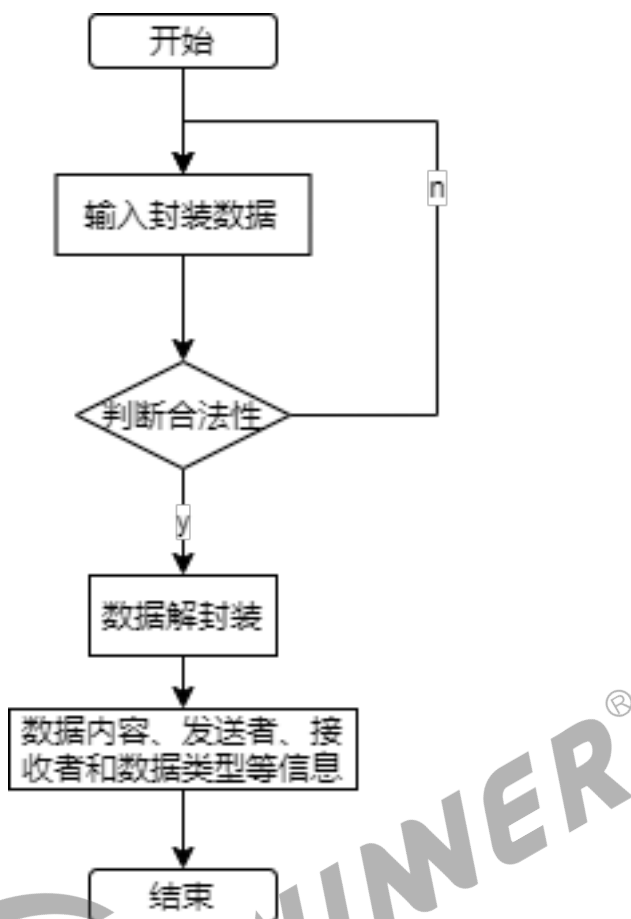 开始
n
输入封装数据
判断合法性
y
数据解封装
数据内容、发送者、接
收者和数据类型等信息
结束